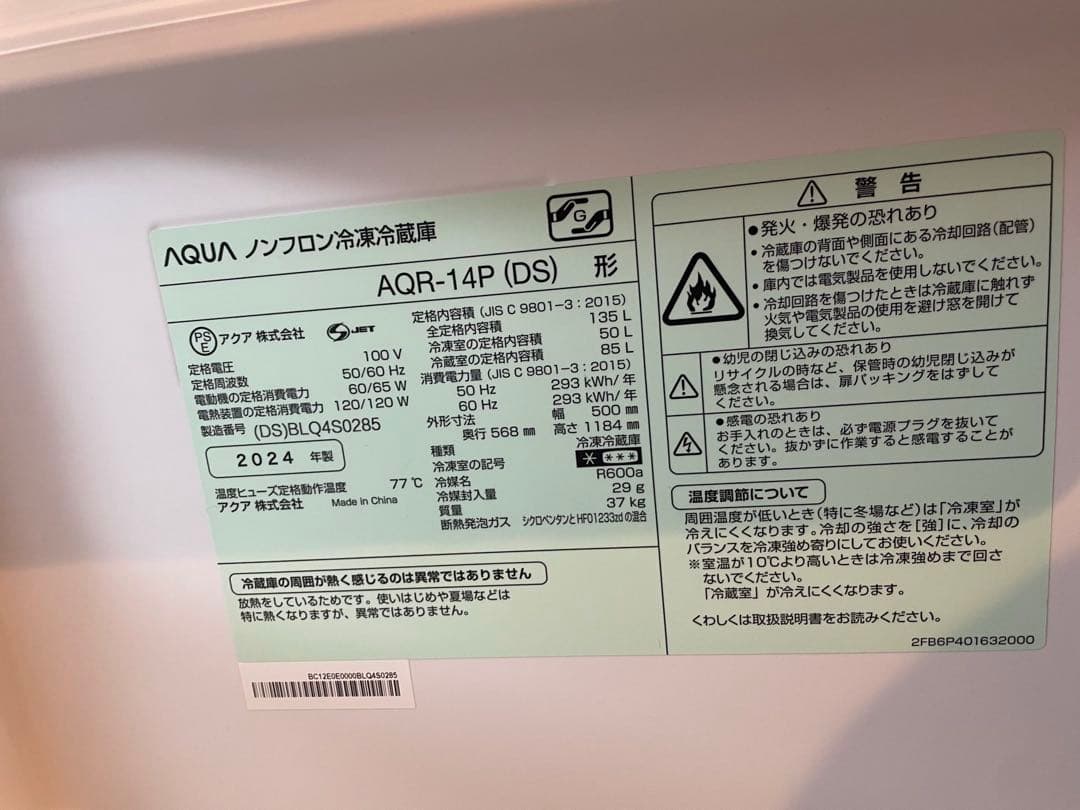 AQUA ノンフロン冷凍冷蔵庫
G
AQR-14P (DS) 形
PS E アクア 株式会社 S JET
定格電圧 100 V
定格周波数 50/60 Hz
電動機の定格消費電力 60/65 W
電熱装置の定格消費電力 120/120 W
製造番号 (DS)BLQ4S0285
2024 年製
温度ヒューズ定格動作温度 77 ℃
アクア 株式会社 Made in China
定格内容積 (JIS C 9801-3 : 2015)
全定格内容積 135 L
冷凍室の定格内容積 50 L
冷蔵室の定格内容積 85 L
消費電力量 (JIS C 9801-3 : 2015)
50 Hz 293 kWh/年
60 Hz 293 kWh/年
外形寸法 幅 500 ㎜
奥行 568 ㎜ 高さ 1184 ㎜
種類 冷凍冷蔵庫
冷凍室の記号 * ***
冷媒名 R600a
冷媒封入量 29 g
質量 37 kg
断熱発泡ガス シクロペンタンとHFO1233zdの混合
冷蔵庫の周囲が熱く感じるのは異常ではありません
放熱をしているためです。使いはじめや夏場などは
特に熱くなりますが、異常ではありません。
警 告
●発火・爆発の恐れあり
・冷蔵庫の背面や側面にある冷却回路(配管)
を傷つけないでください。
・庫内では電気製品を使用しないでください。
・冷却回路を傷つけたときは冷蔵庫に触れず
火気や電気製品の使用を避け窓を開けて
換気してください。
●幼児の閉じ込みの恐れあり
リサイクルの時など、保管時の幼児閉じ込みが
懸念される場合は、扉パッキングをはずして
ください。
●感電の恐れあり
お手入れのときは、必ず電源プラグを抜いて
ください。抜かずに作業すると感電することが
あります。
温度調節について
周囲温度が低いとき(特に冬場など)は「冷凍室」が
冷えにくくなります。冷却の強さを[強]に、冷却の
バランスを冷凍強め寄りにしてお使いください。
※室温が10℃より高いときは冷凍強めまで回さ
ないでください。
「冷蔵室」が冷えにくくなります。
くわしくは取扱説明書をお読みください。
2FB6P401632000
BC12E0E0000BLQ4S0285